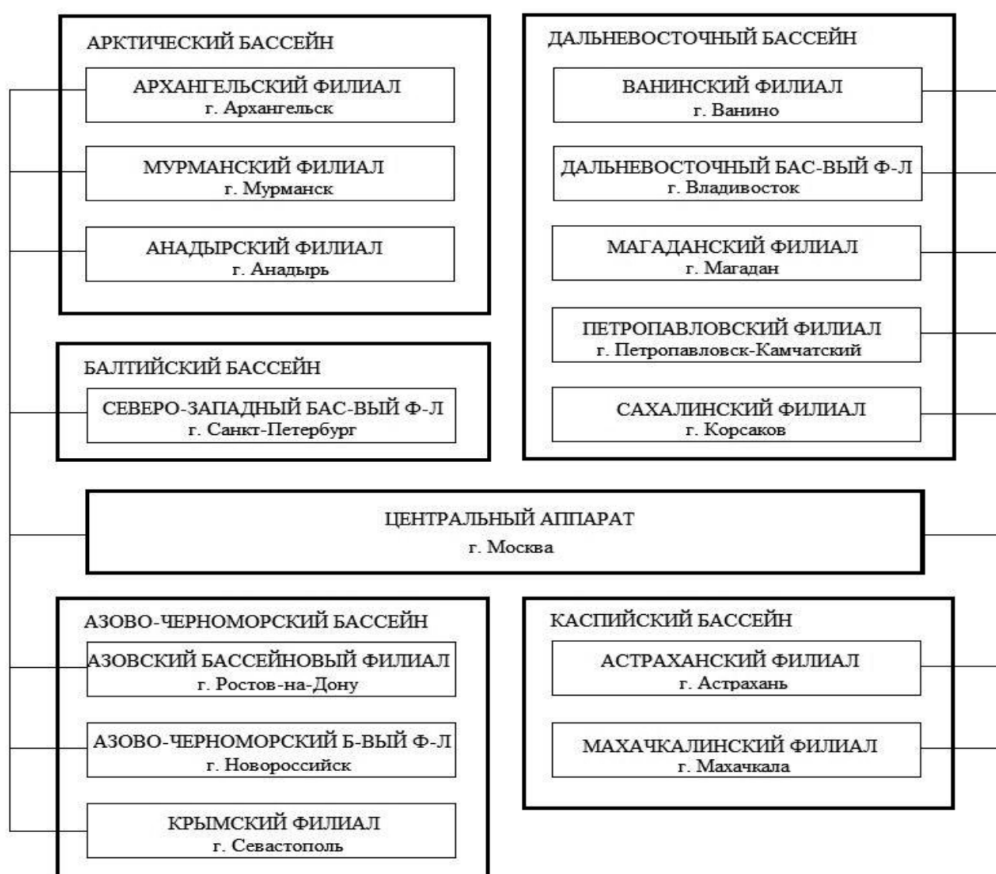 АРКТИЧЕСКИЙ БАССЕЙН
АРХАНГЕЛЬСКИЙ ФИЛИАЛ
г. Архангельск
МУРМАНСКИЙ ФИЛИАЛ
г. Мурманск
АНАДЫРСКИЙ ФИЛИАЛ
г. Анадырь
БАЛТИЙСКИЙ БАССЕЙН
СЕВЕРО-ЗАПАДНЫЙ БАС-ВЫЙ Ф-Л
г. Санкт-Петербург
ДАЛЬНЕВОСТОЧНЫЙ БАССЕЙН
ВАНИНСКИЙ ФИЛИАЛ
г. Ванино
ДАЛЬНЕВОСТОЧНЫЙ БАС-ВЫЙ Ф-Л
г. Владивосток
МАГАДАНСКИЙ ФИЛИАЛ
г. Магадан
ПЕТРОПАВЛОВСКИЙ ФИЛИАЛ
г. Петропавловск-Камчатский
САХАЛИНСКИЙ ФИЛИАЛ
г. Корсаков
ЦЕНТРАЛЬНЫЙ АППАРАТ
г. Москва
АЗОВО-ЧЕРНОМОРСКИЙ БАССЕЙН
АЗОВСКИЙ БАССЕЙНОВЫЙ ФИЛИАЛ
г. Ростов-на-Дону
АЗОВО-ЧЕРНОМОРСКИЙ Б-ВЫЙ Ф-Л
г. Новороссийск
КРЫМСКИЙ ФИЛИАЛ
г. Севастополь
КАСПИЙСКИЙ БАССЕЙН
АСТРАХАНСКИЙ ФИЛИАЛ
г. Астрахань
МАХАЧКАЛИНСКИЙ ФИЛИАЛ
г. Махачкала